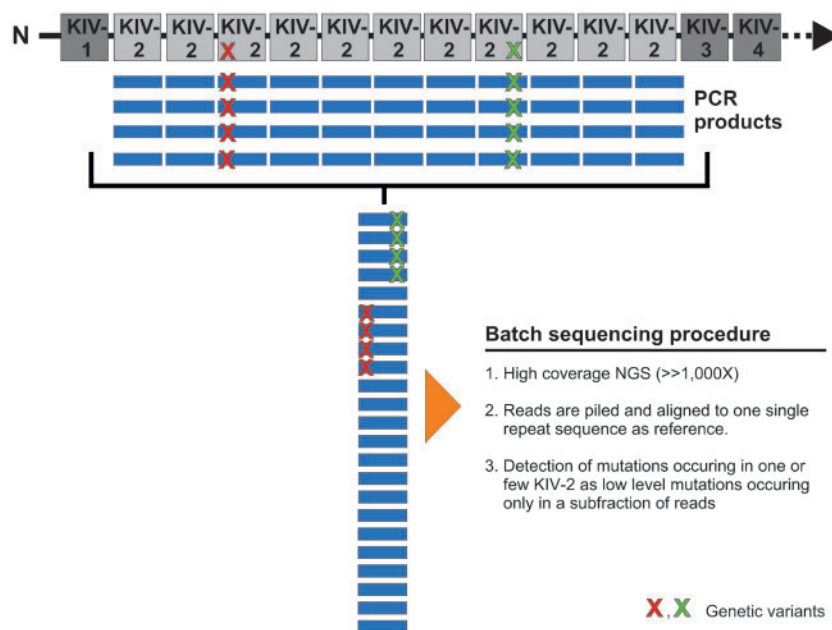 N KIV-1 KIV-2 KIV-2 KIV-2 KIV-2 KIV-2 KIV-2 KIV-2 KIV-2 KIV-2 KIV-2 KIV-2 KIV-3 KIV-4
X X
X X
X X
X X
X X
PCR
products
X
X
X
X
X
X
X
X
Batch sequencing procedure
1. High coverage NGS (>>1,000X)
2. Reads are piled and aligned to one single
repeat sequence as reference.
3. Detection of mutations occuring in one or
few KIV-2 as low level mutations occuring
only in a subfraction of reads
X , X Genetic variants